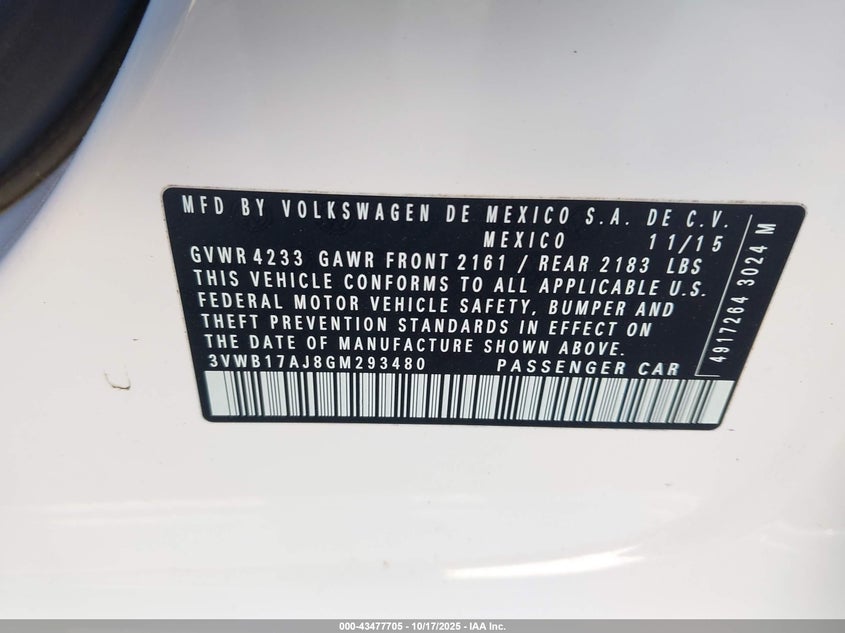 MFD BY VOLKSWAGEN DE MEXICO S.A. DE C.V.
MEXICO 11/15
GVWR 4233 GAWR FRONT 2161 / REAR 2183 LBS
THIS VEHICLE CONFORMS TO ALL APPLICABLE U.S.
FEDERAL MOTOR VEHICLE SAFETY, BUMPER AND
THEFT PREVENTION STANDARDS IN EFFECT ON
THE DATE OF MANUFACTURE SHOWN ABOVE.
3VWB17AJ8GM293480 PASSENGER CAR
4917264 3024 M
000-43477705 - 10/17/2025 - IAA Inc.